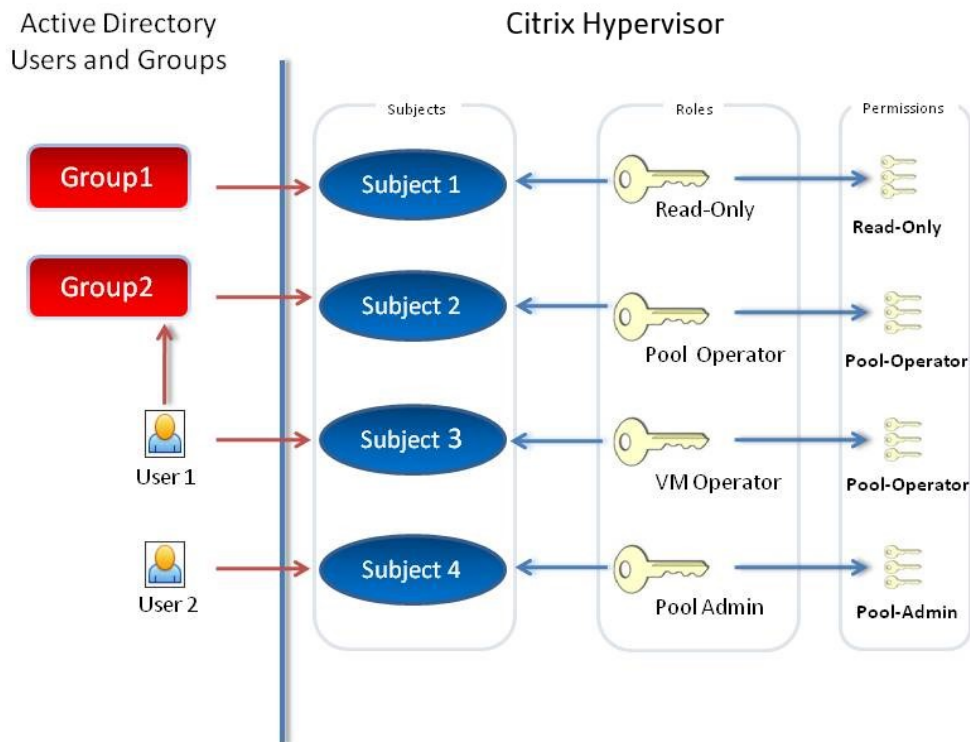 Active Directory
Users and Groups
Citrix Hypervisor
Subjects
Roles
Permissions
Group1
Subject 1
Read-Only
Read-Only
Group2
Subject 2
Pool Operator
Pool-Operator
User 1
Subject 3
VM Operator
Pool-Operator
User 2
Subject 4
Pool Admin
Pool-Admin